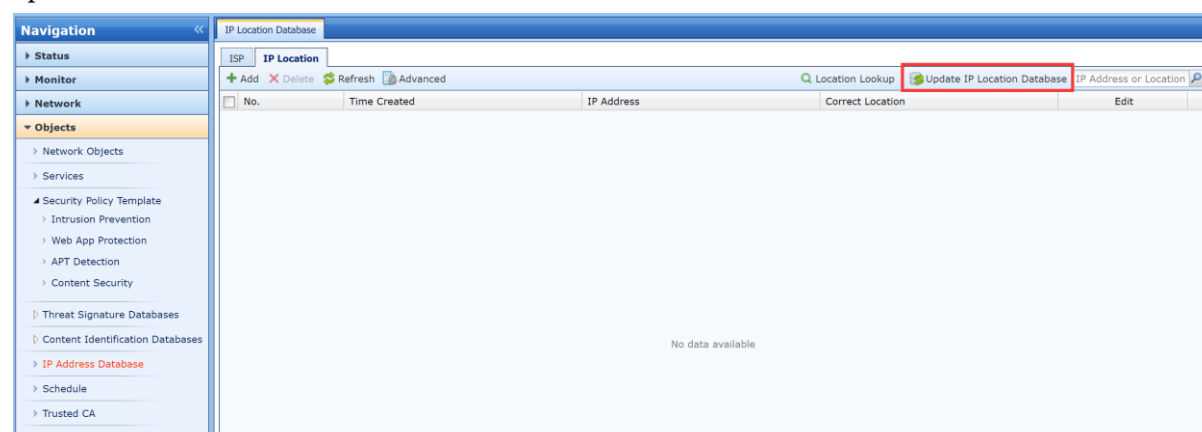 Navigation
IP Location Database
Status
ISP IP Location
Monitor
Add Delete Refresh Advanced Location Lookup Update IP Location Database IP Address or Location
Network
No. Time Created IP Address Correct Location Edit
Objects
Network Objects
Services
Security Policy Template
Intrusion Prevention
Web App Protection
APT Detection
Content Security
Threat Signature Databases
Content Identification Databases
No data available
IP Address Database
Schedule
Trusted CA